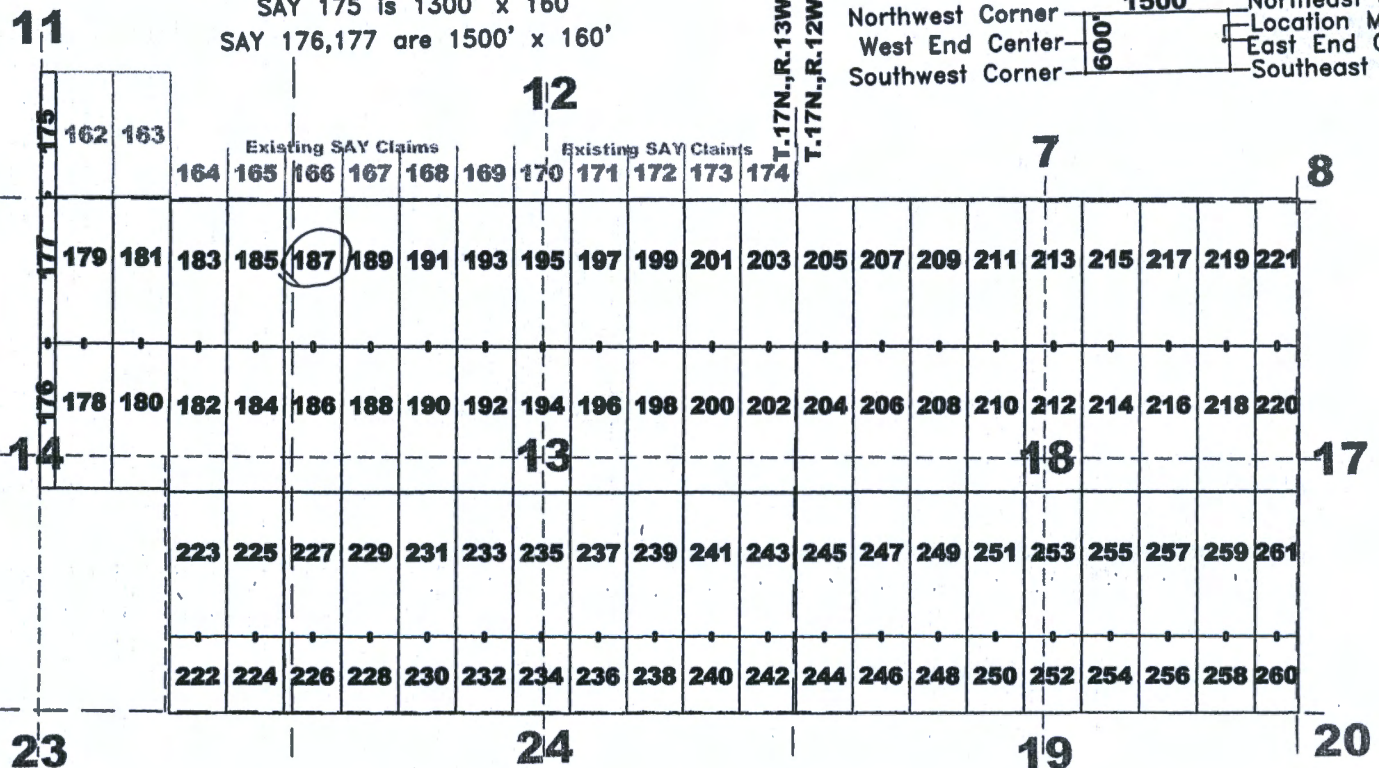 SAY 175 is 1300' x 160'
SAY 176,177 are 1500' x 160'
1500'
600'
Northwest Corner
West End Center
Southwest Corner
Location
East End
Southeast
T.17N.,R.13W
T.17N.,R.12W
11
12
7
8
Existing SAY Claims
Existing SAY Claims
175 162 163
164 165 166 167 168 169 170 171 172 173 174
177 179 181 183 185 187 189 191 193 195 197 199 201 203 205 207 209 211 213 215 217 219 221
176 178 180 182 184 186 188 190 192 194 196 198 200 202 204 206 208 210 212 214 216 218 220
14 13 18 17
223 225 227 229 231 233 235 237 239 241 243 245 247 249 251 253 255 257 259 261
222 224 226 228 230 232 234 236 238 240 242 244 246 248 250 252 254 256 258 260
23 24 19 20